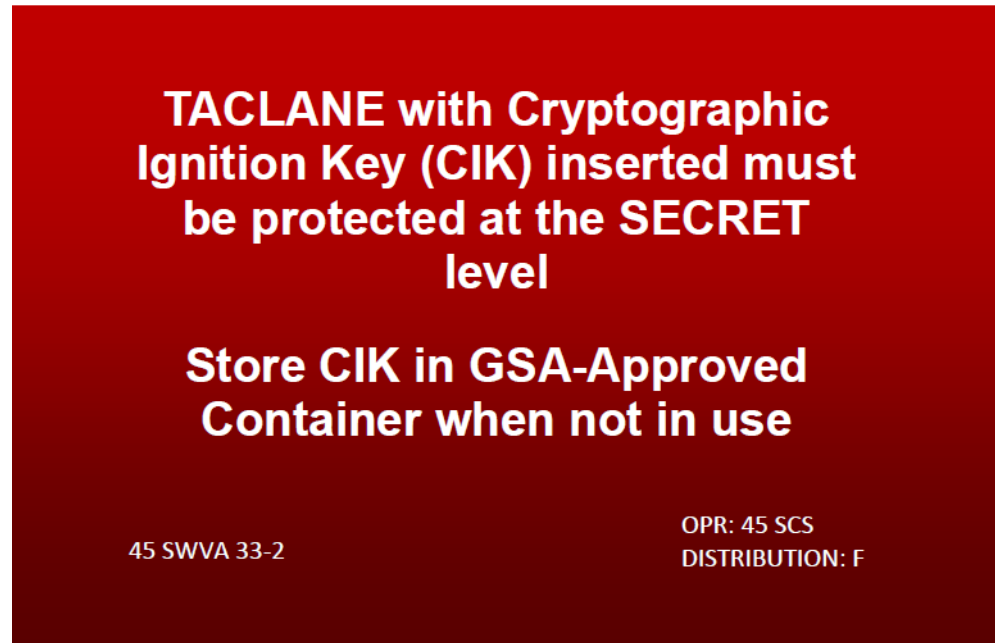 TACLANE with Cryptographic
Ignition Key (CIK) inserted must
be protected at the SECRET
level
Store CIK in GSA-Approved
Container when not in use
45 SWVA 33-2
OPR: 45 SCS
DISTRIBUTION: F